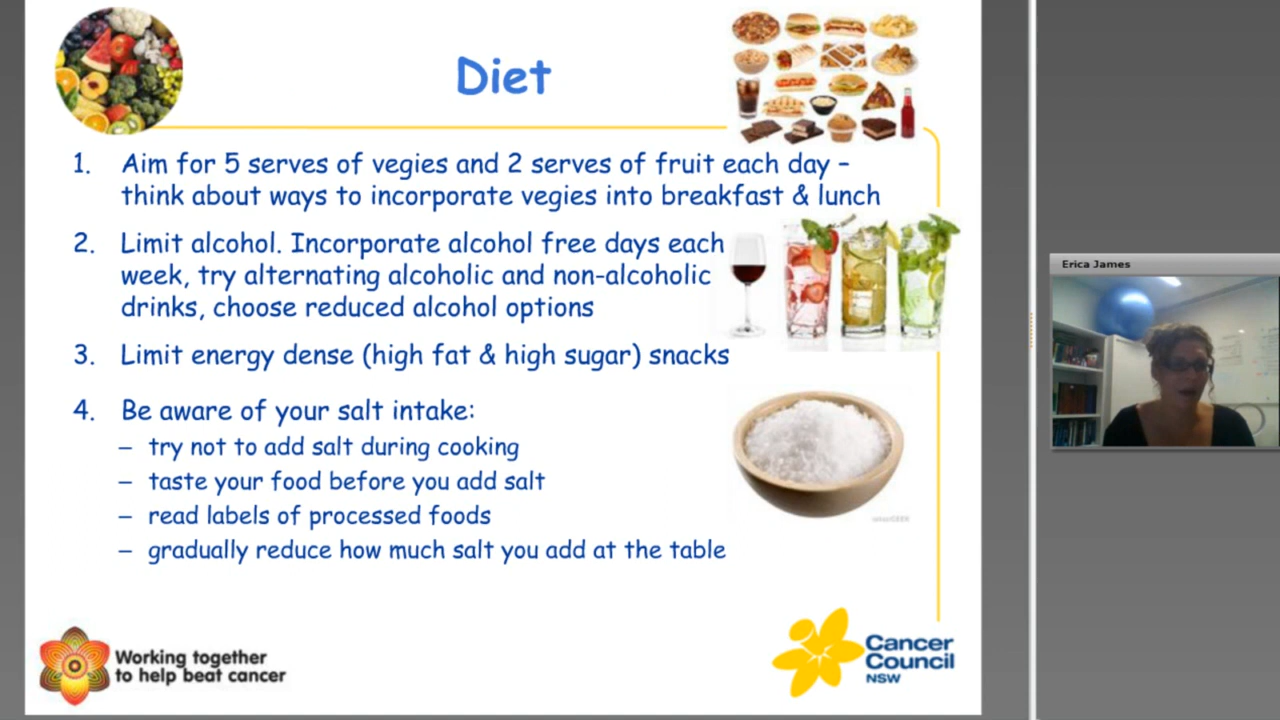 Diet
1. Aim for 5 serves of vegies and 2 serves of fruit each day –
think about ways to incorporate vegies into breakfast & lunch
2. Limit alcohol. Incorporate alcohol free days each
week, try alternating alcoholic and non-alcoholic
drinks, choose reduced alcohol options
3. Limit energy dense (high fat & high sugar) snacks
4. Be aware of your salt intake:
– try not to add salt during cooking
– taste your food before you add salt
– read labels of processed foods
– gradually reduce how much salt you add at the table
Working together
to help beat cancer
Cancer
Council
NSW
Erica James